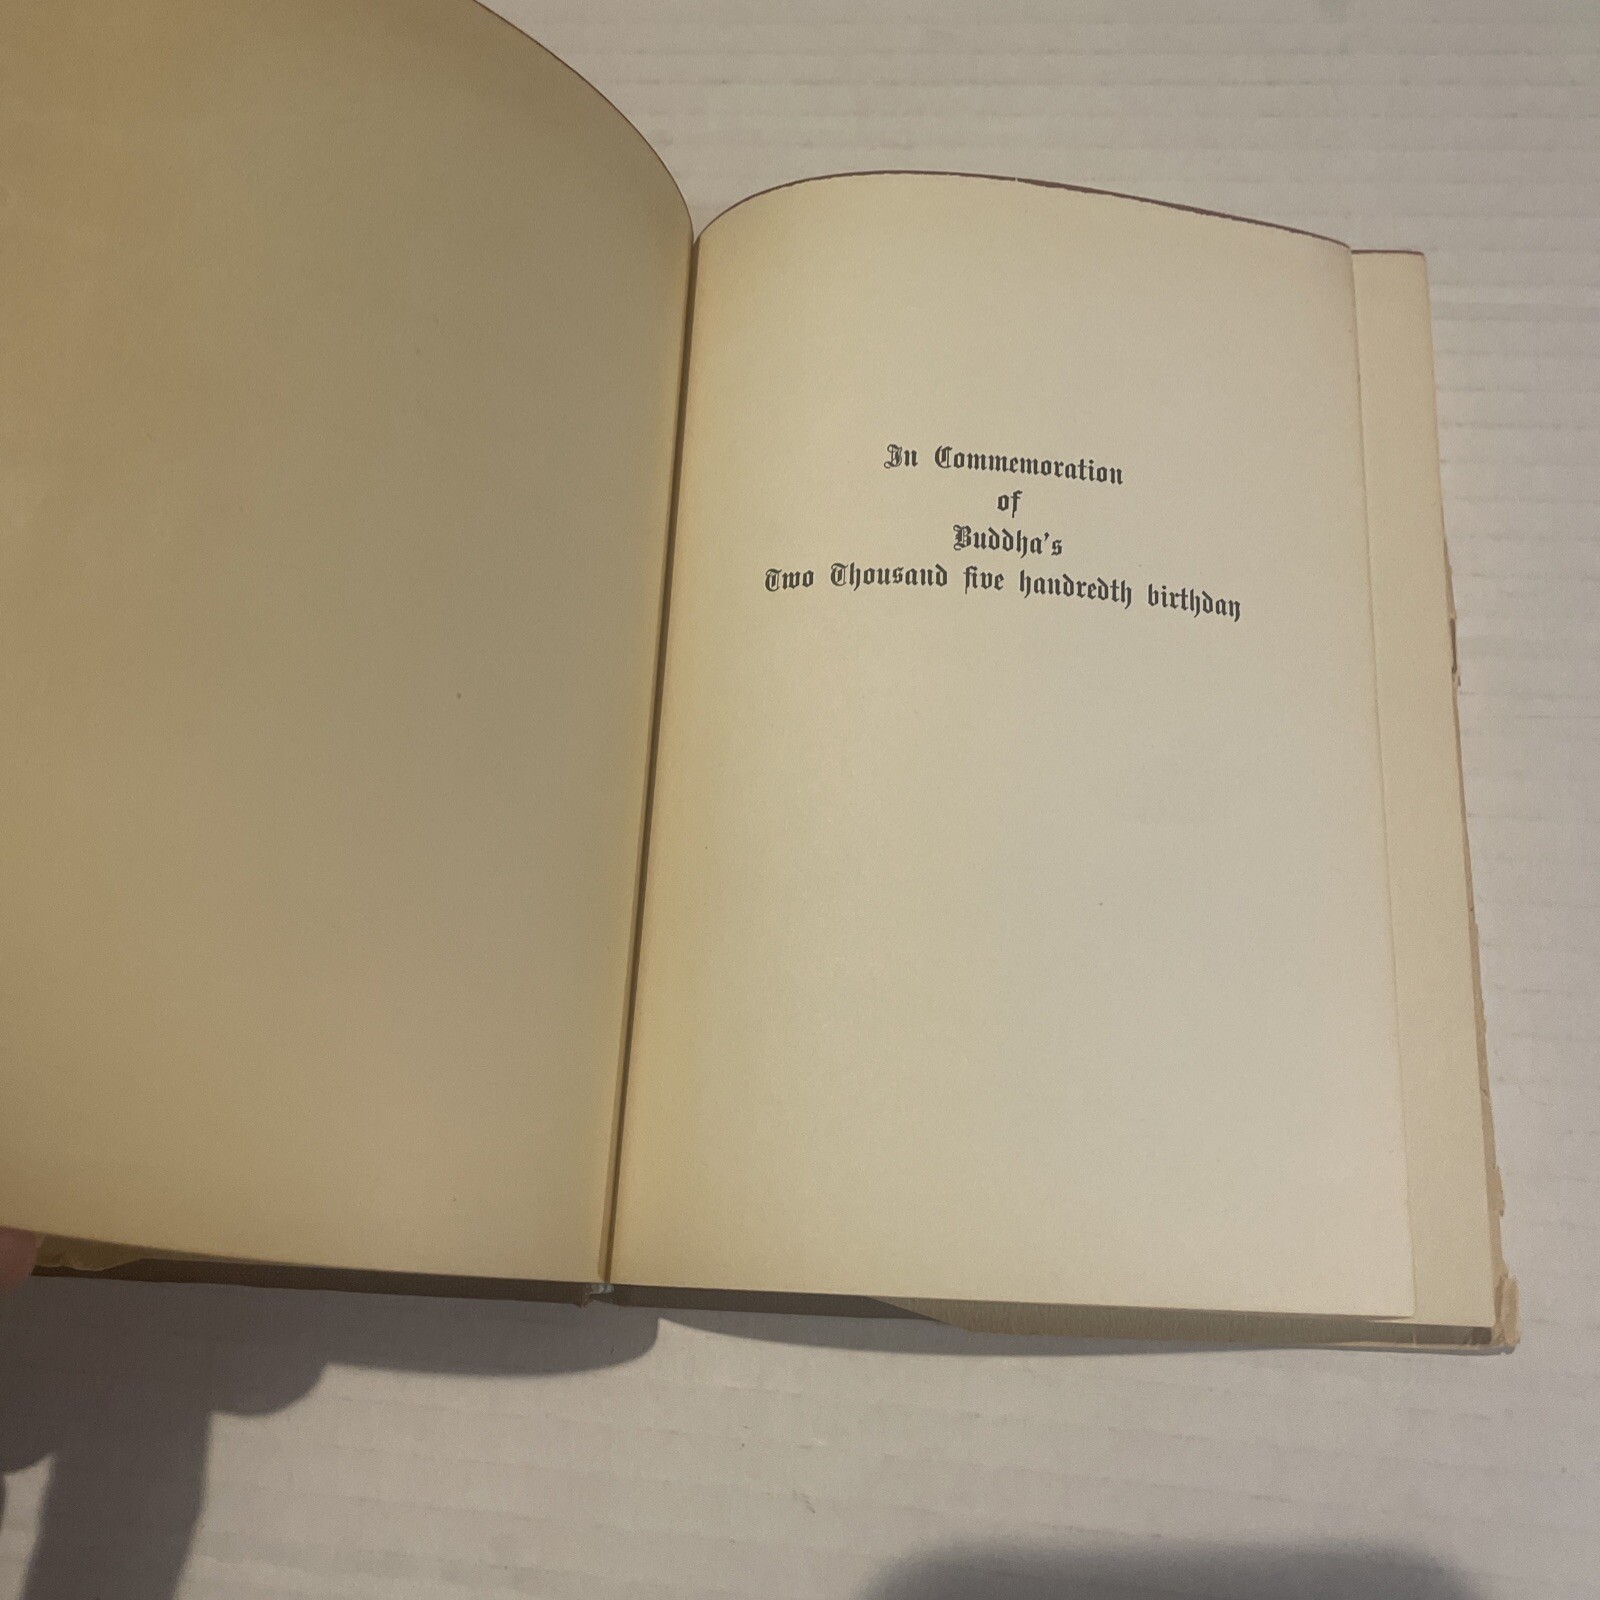 In Commemoration
of
Buddha's
Two Thousand five handredth birthday